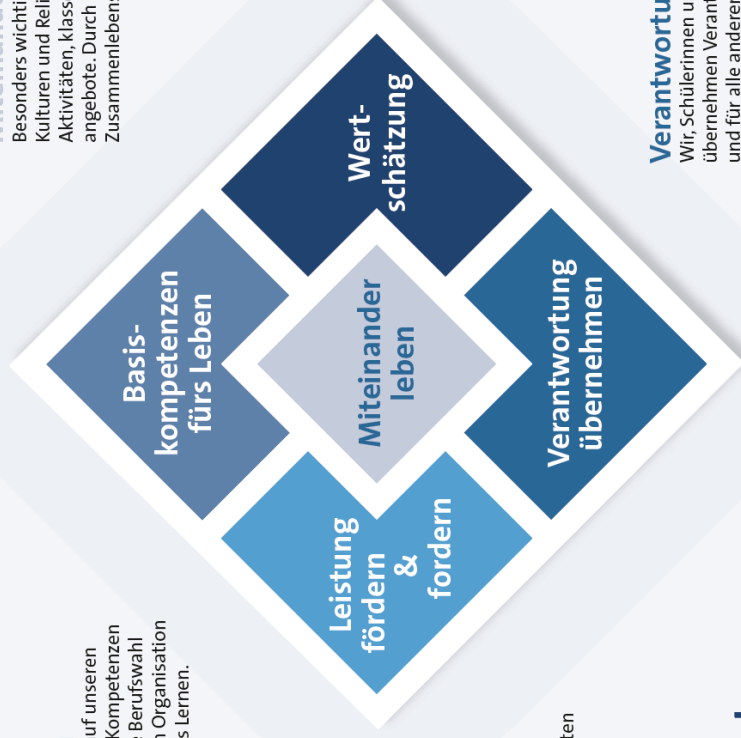 uf unseren
Kompetenzen
Berufswahl
Organisation
s Lernen.
Besonders wichti
Kulturen und Reli
Aktivitäten, klass
angebote. Durch
Zusammenleben
Basis-
kompetenzen
fürs Leben
Leistung
fördern
&
fordern
Miteinander
leben
Wert-
schätzung
Verantwortung
übernehmen
ten
Verantwortu
Wir, Schülerinnen u
übernehmen Verant
und für alle anderen